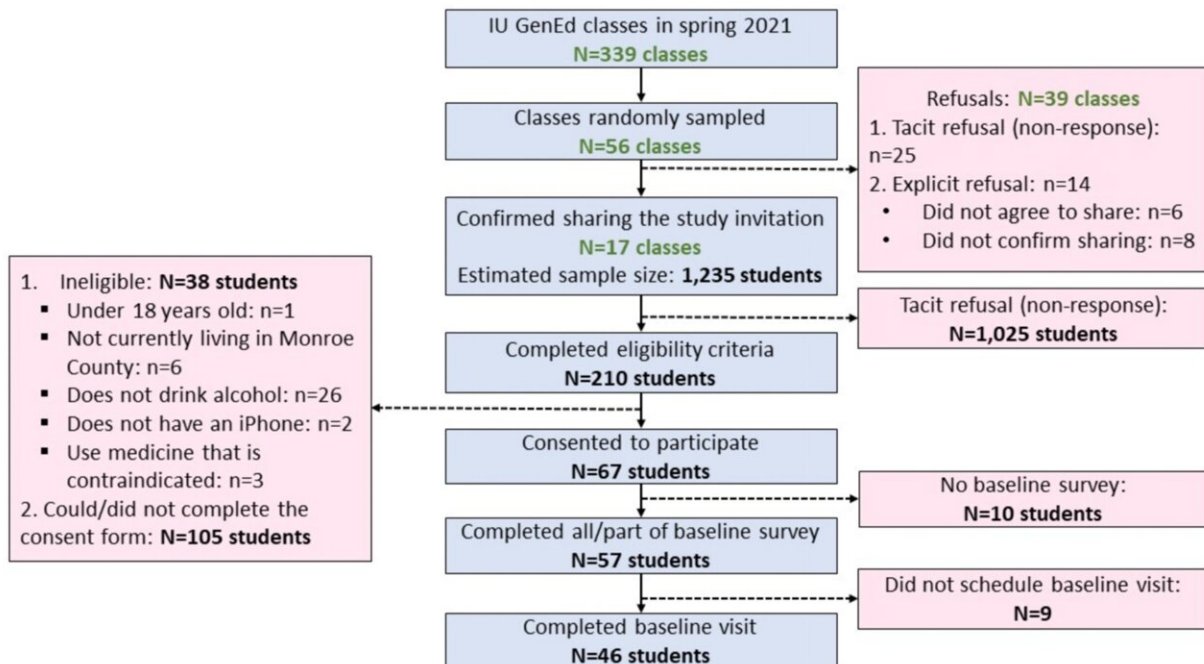 IU GenEd classes in spring 2021
N=339 classes
Classes randomly sampled
N=56 classes
Refusals: N=39 classes
1. Tacit refusal (non-response):
n=25
2. Explicit refusal: n=14
• Did not agree to share: n=6
• Did not confirm sharing: n=8
Confirmed sharing the study invitation
N=17 classes
Estimated sample size: 1,235 students
Tacit refusal (non-response):
N=1,025 students
Completed eligibility criteria
N=210 students
1. Ineligible: N=38 students
▪ Under 18 years old: n=1
▪ Not currently living in Monroe
County: n=6
▪ Does not drink alcohol: n=26
▪ Does not have an iPhone: n=2
▪ Use medicine that is
contraindicated: n=3
2. Could/did not complete the
consent form: N=105 students
Consented to participate
N=67 students
No baseline survey:
N=10 students
Completed all/part of baseline survey
N=57 students
Did not schedule baseline visit:
N=9
Completed baseline visit
N=46 students